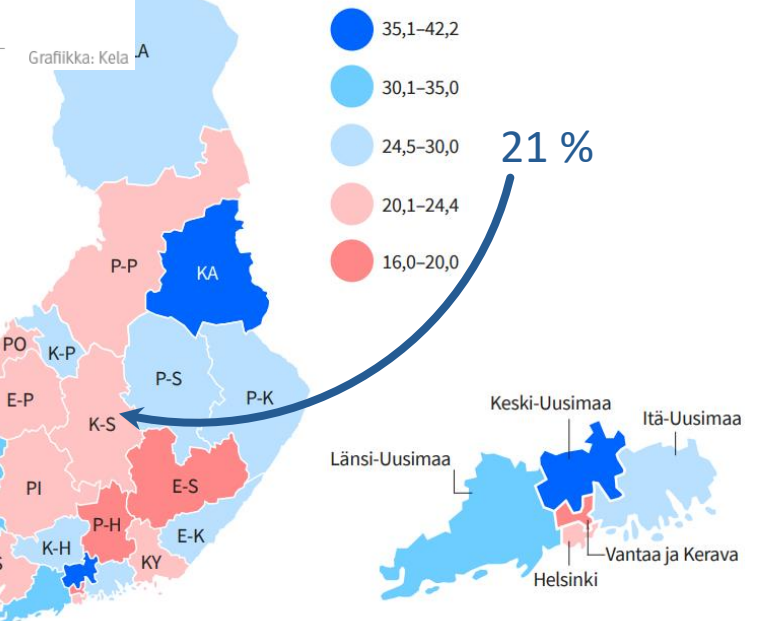 LA
Grafiikka: Kela
35,1–42,2
30,1–35,0
24,5–30,0
20,1–24,4
16,0–20,0
21 %
P-P
KA
PO
K-P
E-P
P-S
P-K
K-S
PI
E-S
P-H
K-H
E-K
KY
S
Keski-Uusimaa
Itä-Uusimaa
Länsi-Uusimaa
Vantaa ja Kerava
Helsinki